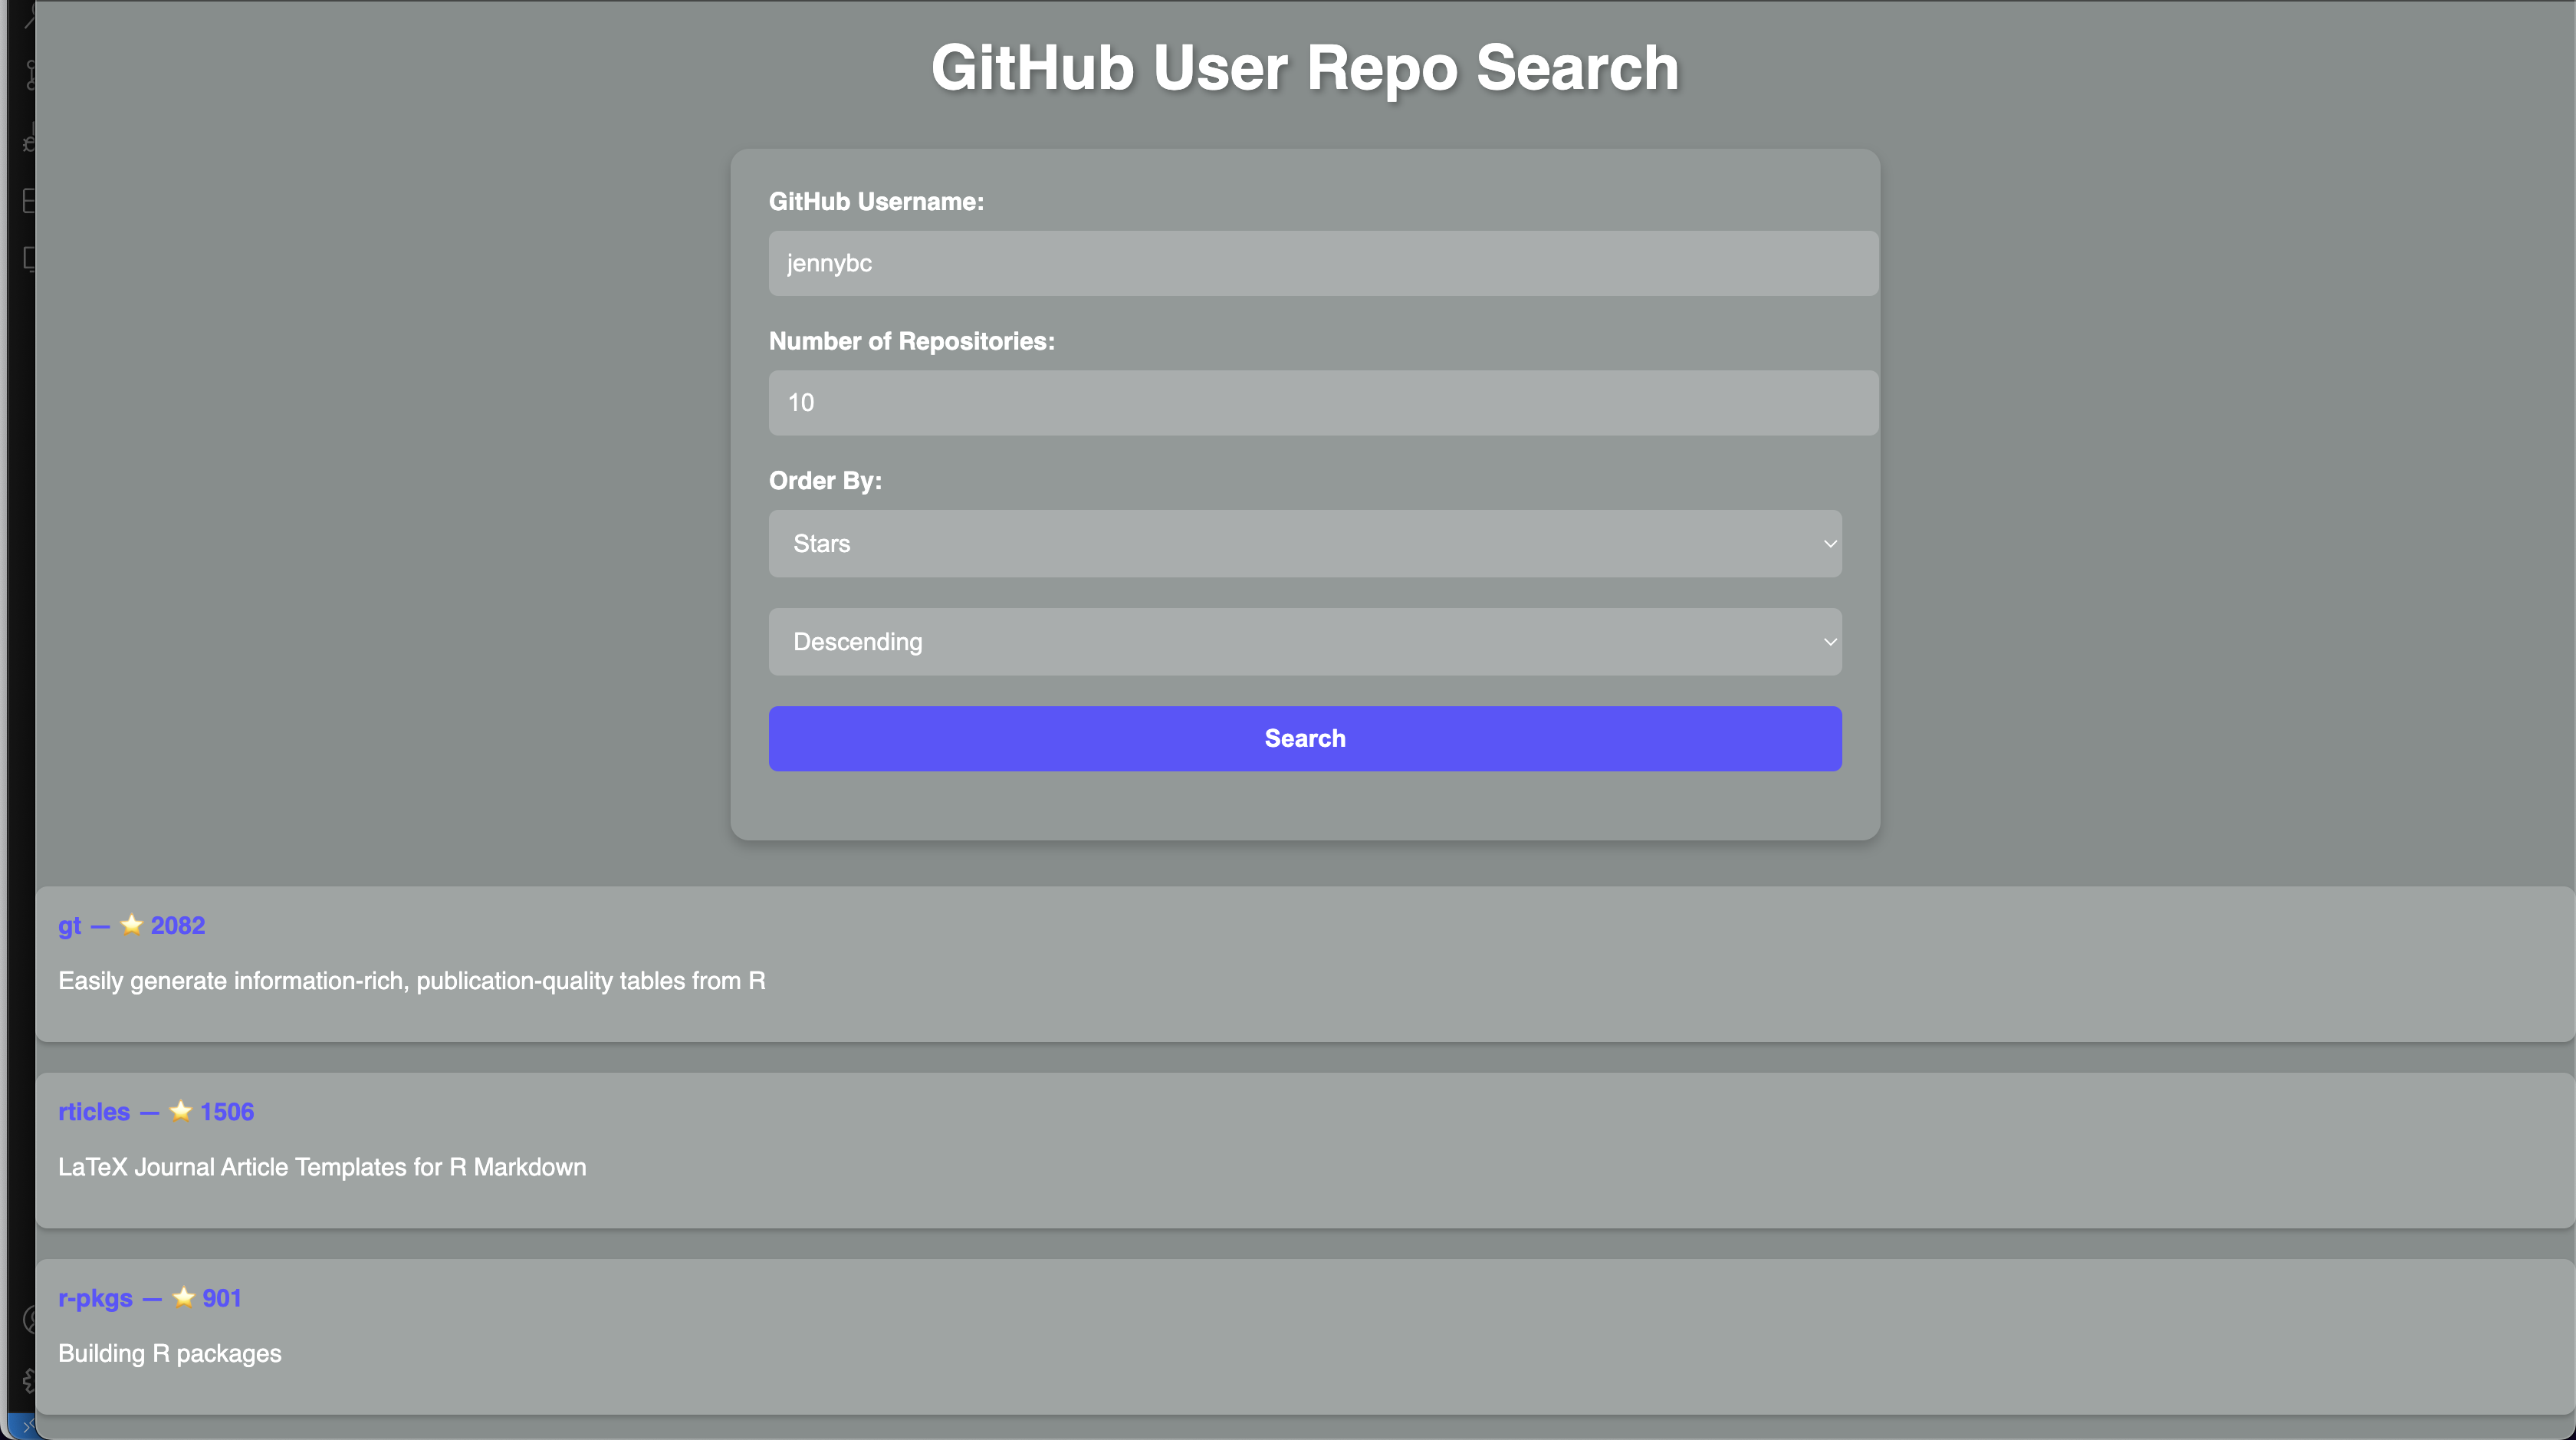 GitHub User Repo Search
GitHub Username:
jennybc
Number of Repositories:
10
Order By:
Stars
Descending
Search
gt — ⭐ 2082
Easily generate information-rich, publication-quality tables from R
rticles — ⭐ 1506
LaTeX Journal Article Templates for R Markdown
r-pkgs — ⭐ 901
Building R packages